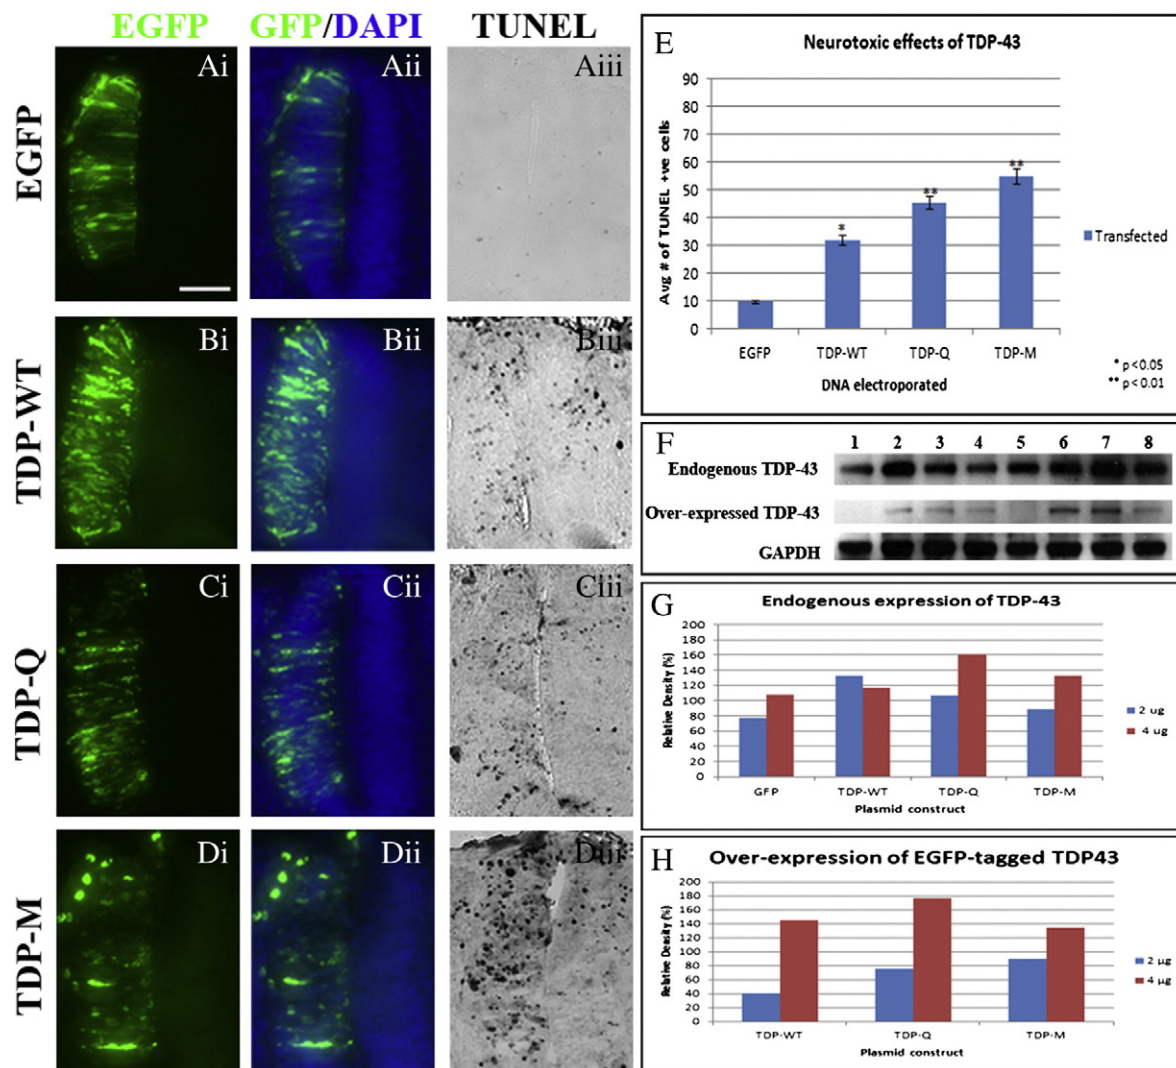 EGFP GFP/DAPI TUNEL
EGFP
Ai Aii Aiii
TDP-WT
Bi Bii Biii
TDP-Q
Ci Cii Ciii
TDP-M
Di Dii Diii
E
Neurotoxic effects of TDP-43
Avg # of TUNEL +ve cells
90
80
70
60
50
40
30
20
10
0
* ** **
EGFP TDP-WT TDP-Q TDP-M
DNA electroporated
Transfected
* p<0.05
** p<0.01
F
1 2 3 4 5 6 7 8
Endogenous TDP-43
Over-expressed TDP-43
GAPDH
G
Endogenous expression of TDP-43
Relative Density (%)
200
180
160
140
120
100
80
60
40
20
0
GFP TDP-WT TDP-Q TDP-M
Plasmid construct
2 ug
4 ug
H
Over-expression of EGFP-tagged TDP43
Relative Density (%)
200
180
160
140
120
100
80
60
40
20
0
TDP-WT TDP-Q TDP-M
Plasmid construct
2 µg
4 µg